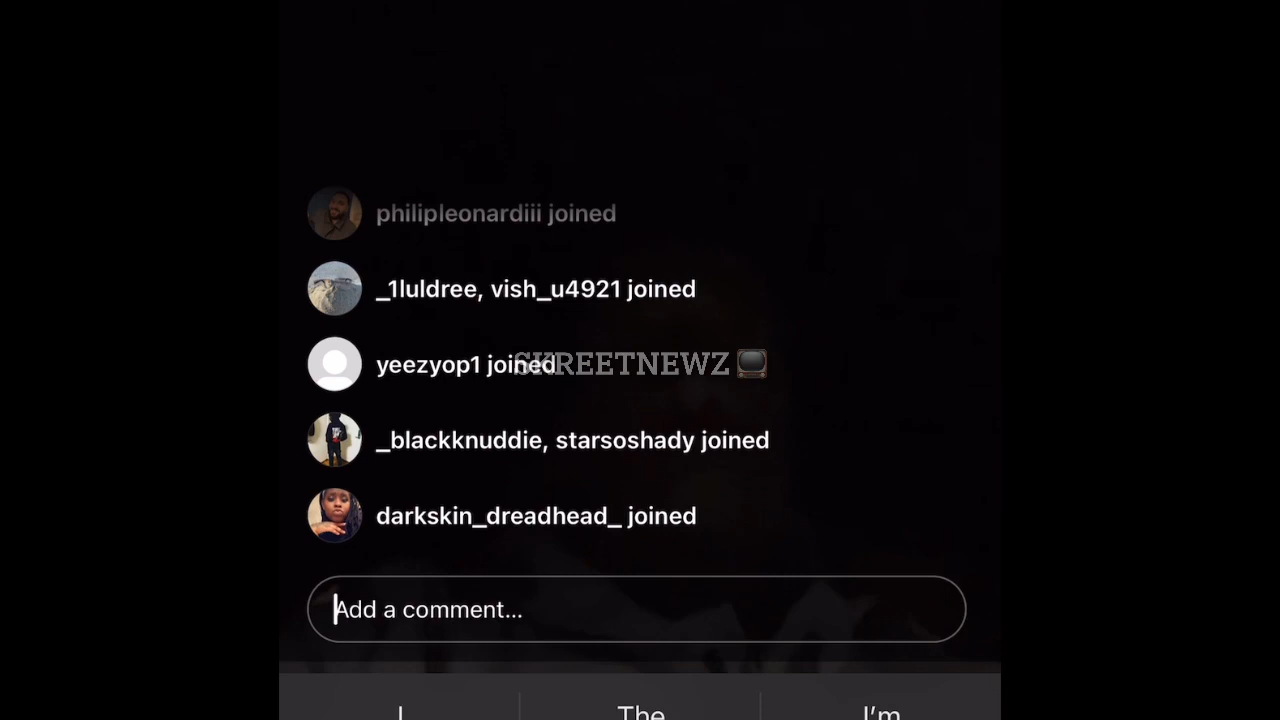 philipleonardiii joined
_1luldree, vish_u4921 joined
yeezyop1 joined
SKREETNEWZ
_blackknuddie, starsoshady joined
darkskin_dreadhead_ joined
Add a comment...
I
The
I'm